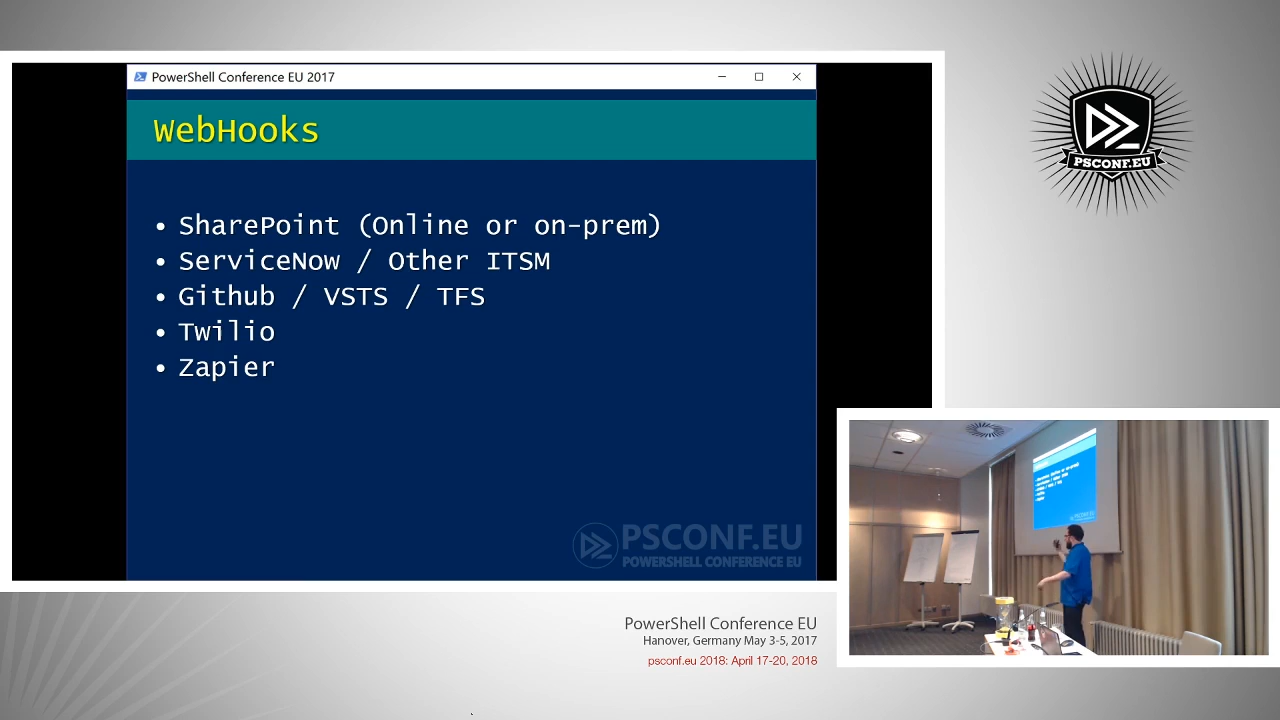 PowerShell Conference EU 2017
WebHooks
• SharePoint (Online or on-prem)
• ServiceNow / Other ITSM
• Github / VSTS / TFS
• Twilio
• Zapier
PSCONF.EU
POWERSHELL CONFERENCE EU
PSCONF.EU
PowerShell Conference EU
Hanover, Germany May 3-5, 2017
psconf.eu 2018: April 17-20, 2018